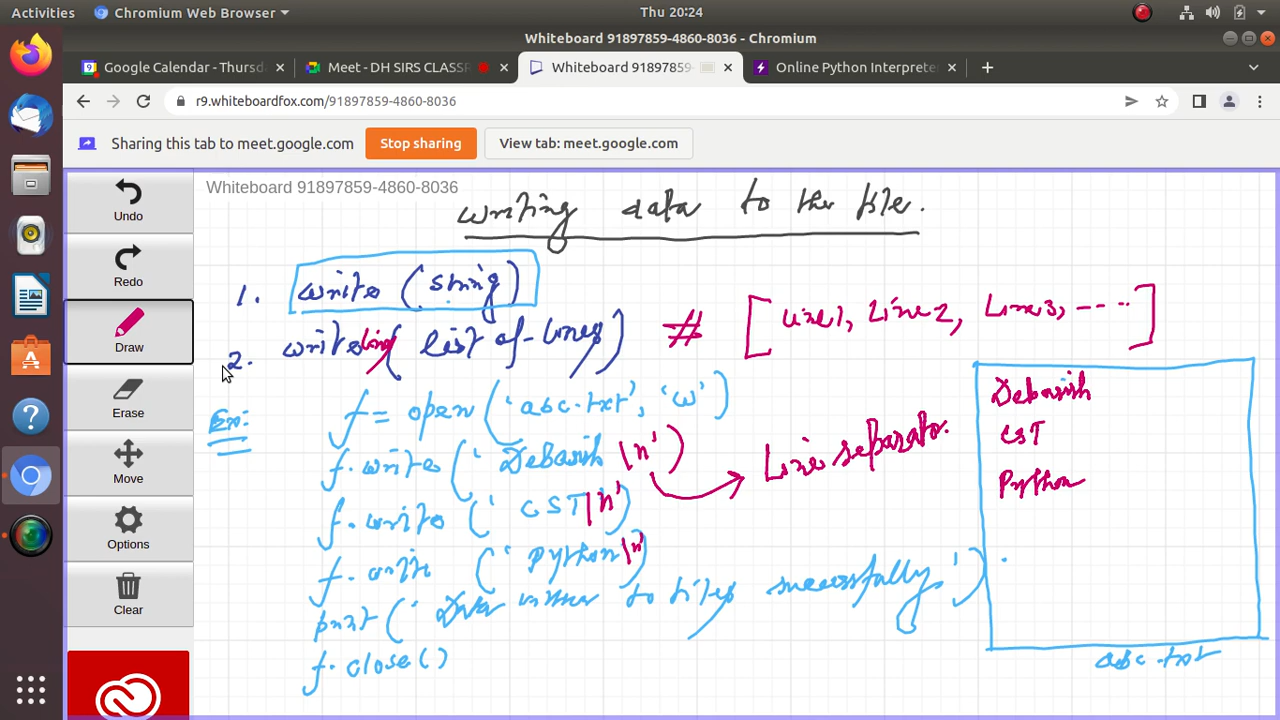 Activities Chromium Web Browser Thu 20:24
Whiteboard 91897859-4860-8036 - Chromium
Google Calendar - Thursd Meet - DH SIRS CLASSR Whiteboard 91897859- Online Python Interprete
r9.whiteboardfox.com/91897859-4860-8036
Sharing this tab to meet.google.com Stop sharing View tab: meet.google.com
Whiteboard 91897859-4860-8036
Undo
Redo
Draw
Erase
Move
Options
Clear
writing data to the file.
1. write (string)
2. writelines( list of lines) # [Line1, Line2, Line3, -----]
Ex:
f = open ('abc.txt', 'w')
f.write ('Debasish \n') → Line separator.
f.write ('CST\n')
f.write ('python\n')
print ('Data written to files successfully.')
f.close()
Debasish
CST
Python
abc.txt